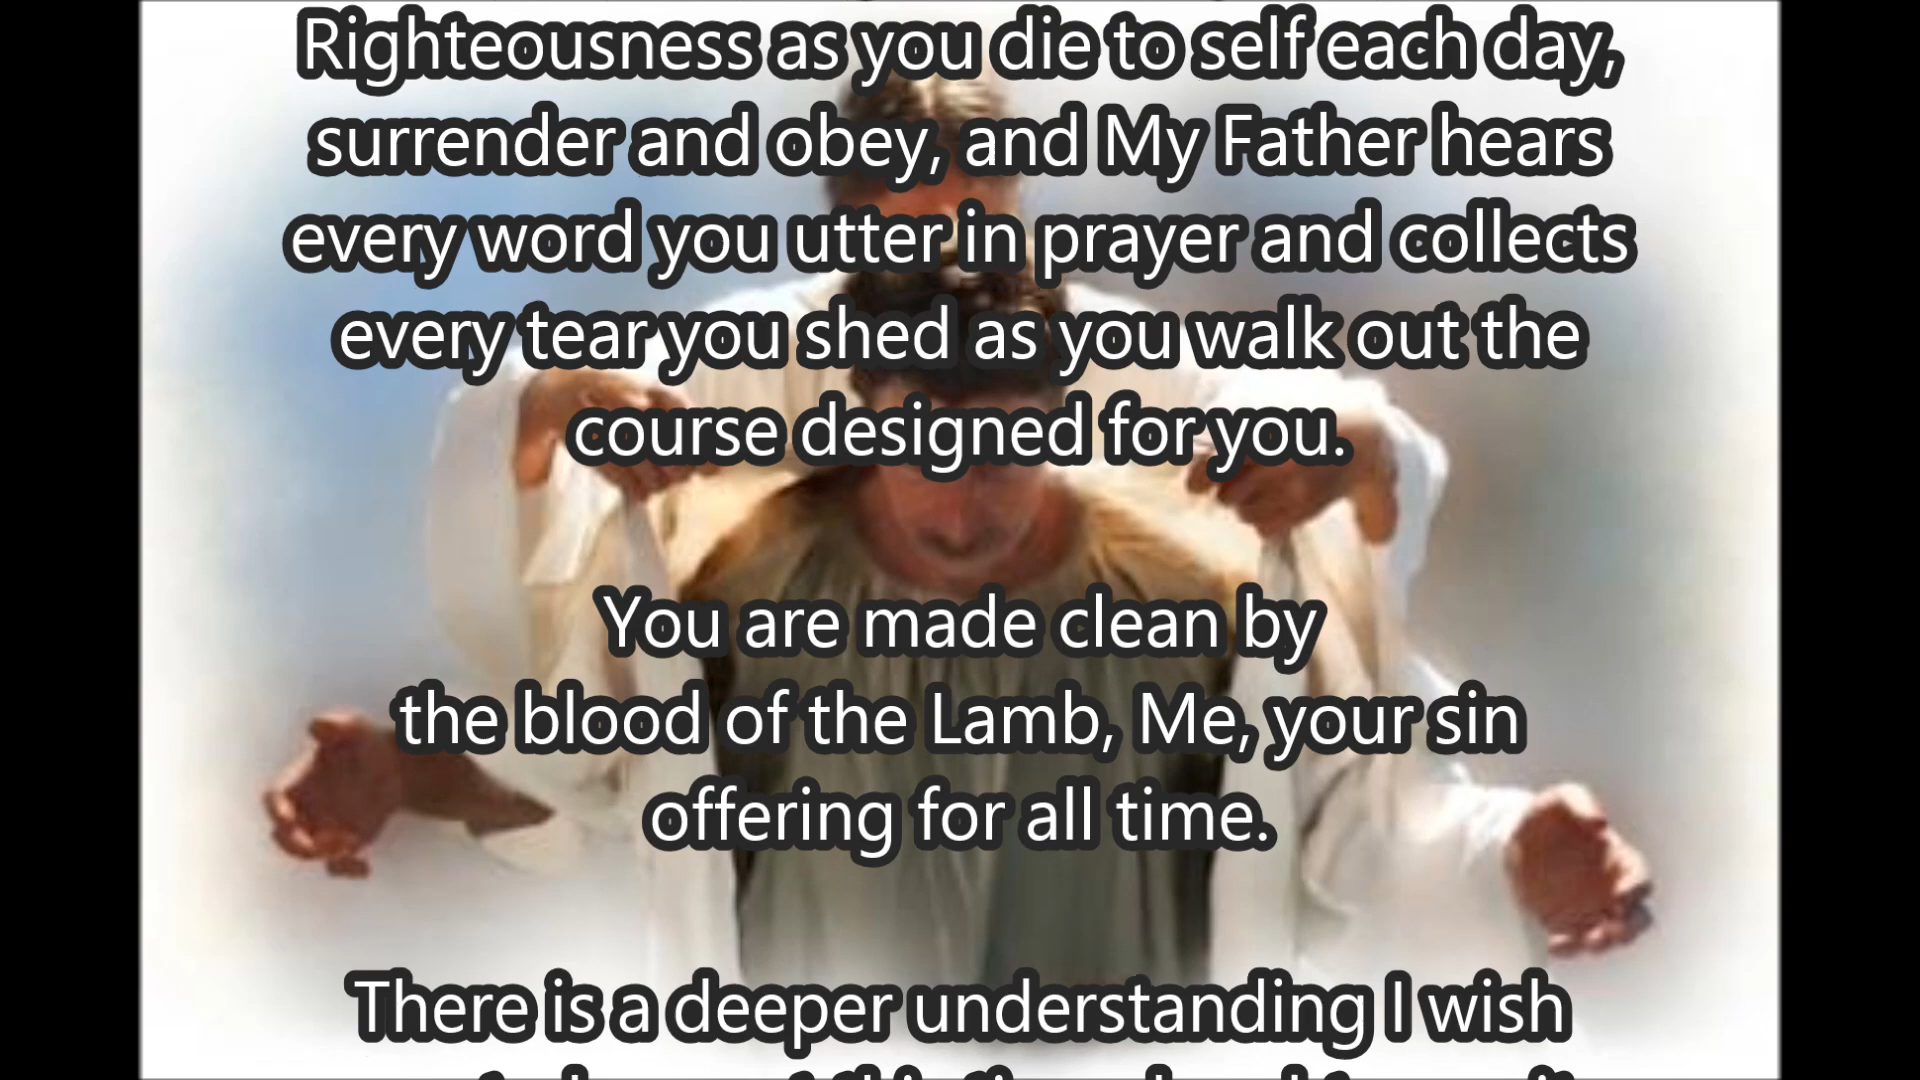 Righteousness as you die to self each day,
surrender and obey, and My Father hears
every word you utter in prayer and collects
every tear you shed as you walk out the
course designed for you.
You are made clean by
the blood of the Lamb, Me, your sin
offering for all time.
There is a deeper understanding I wish